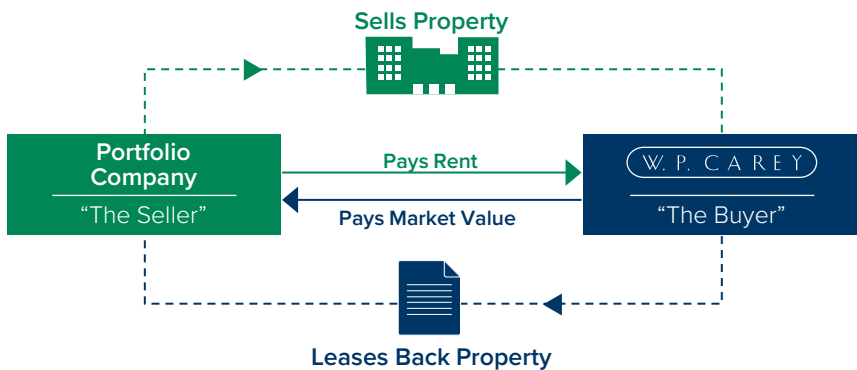 Sells Property
Portfolio
Company
“The Seller”
Pays Rent
Pays Market Value
W. P. CAREY
“The Buyer”
Leases Back Property